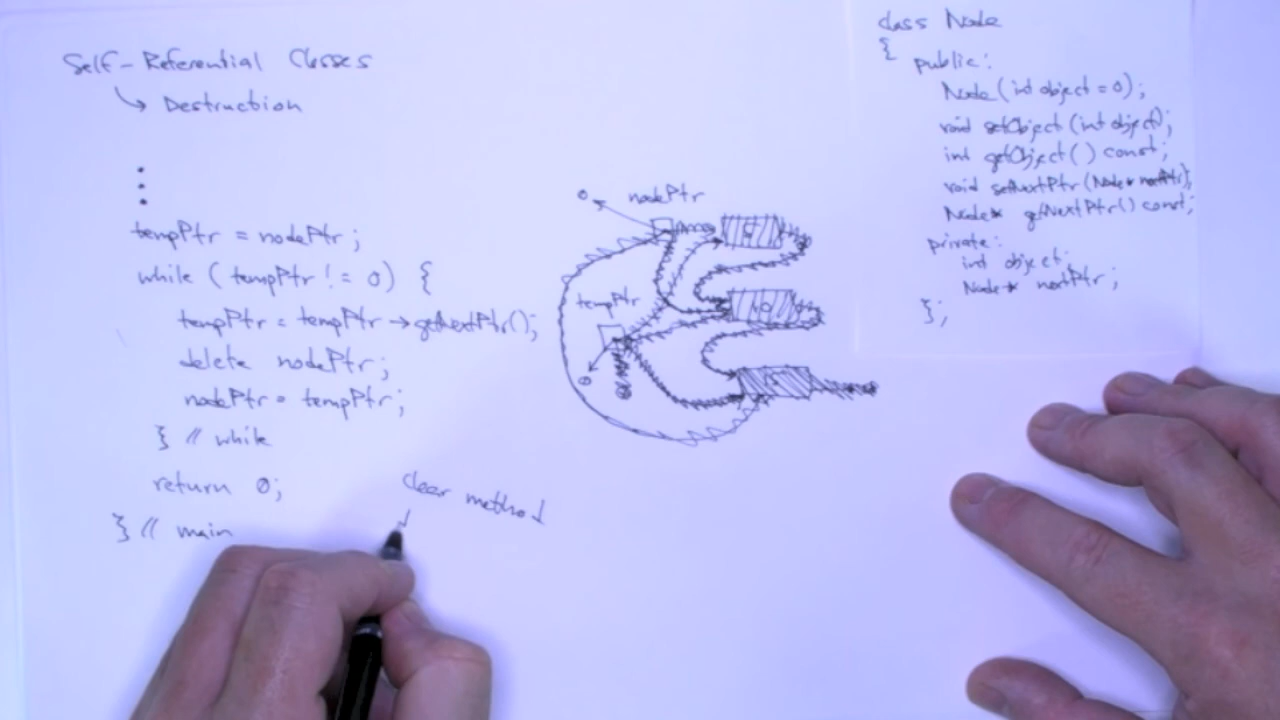 Self-Referential Classes
↳ Destruction
⋮
tempPtr = nodePtr;
while (tempPtr != 0) {
tempPtr = tempPtr→getNextPtr();
delete nodePtr;
nodePtr = tempPtr;
} // while
return 0;
} // main
clear method
nodePtr
tempPtr
class Node
{
public:
Node(int object = 0);
void setObject(int object);
int getObject() const;
void setNextPtr(Node* nextPtr);
Node* getNextPtr() const;
private:
int object;
Node* nextPtr;
};